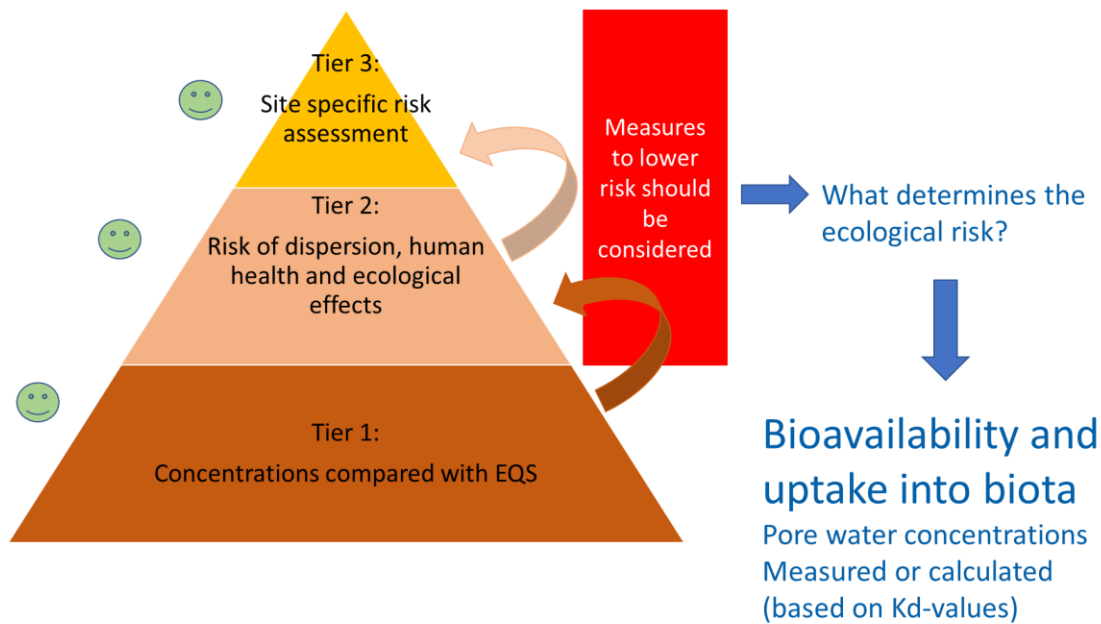 Tier 3:
Site specific risk
assessment
Tier 2:
Risk of dispersion, human
health and ecological
effects
Tier 1:
Concentrations compared with EQS
Measures
to lower
risk should
be
considered
What determines the
ecological risk?
Bioavailability and
uptake into biota
Pore water concentrations
Measured or calculated
(based on Kd-values)